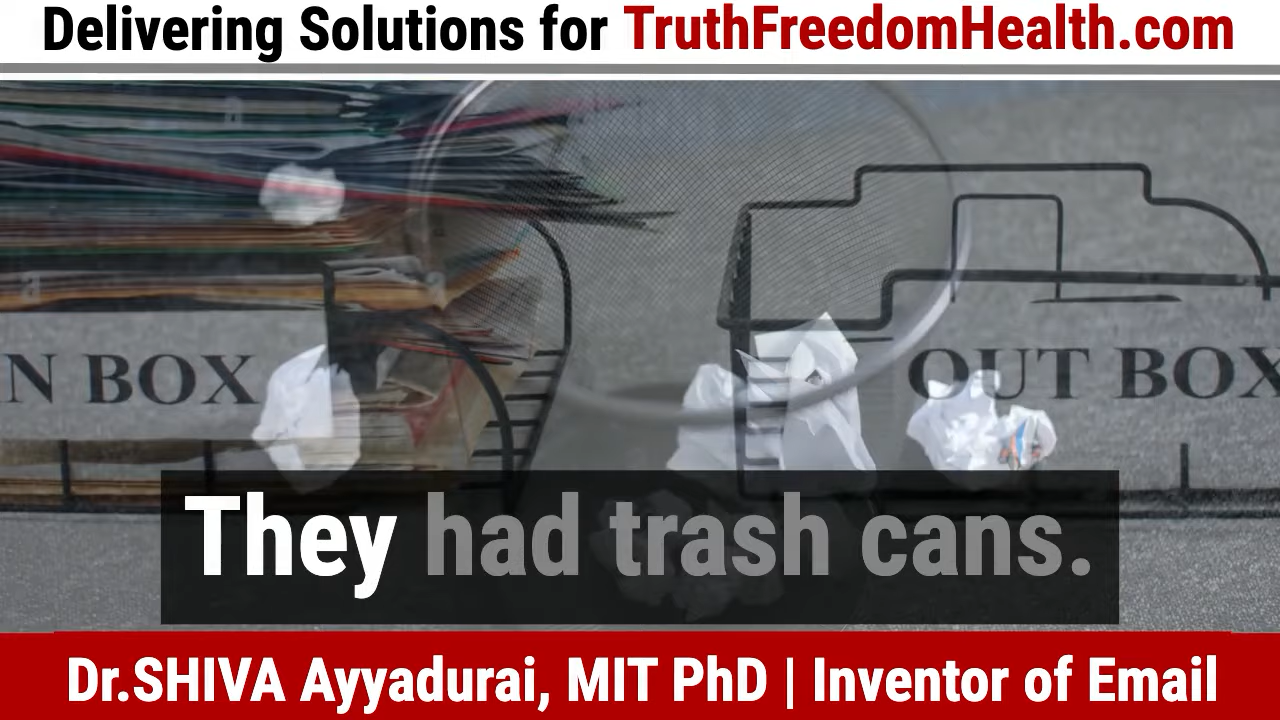 Delivering Solutions for TruthFreedomHealth.com
N BOX
OUT BOX
They had trash cans.
Dr.SHIVA Ayyadurai, MIT PhD | Inventor of Email